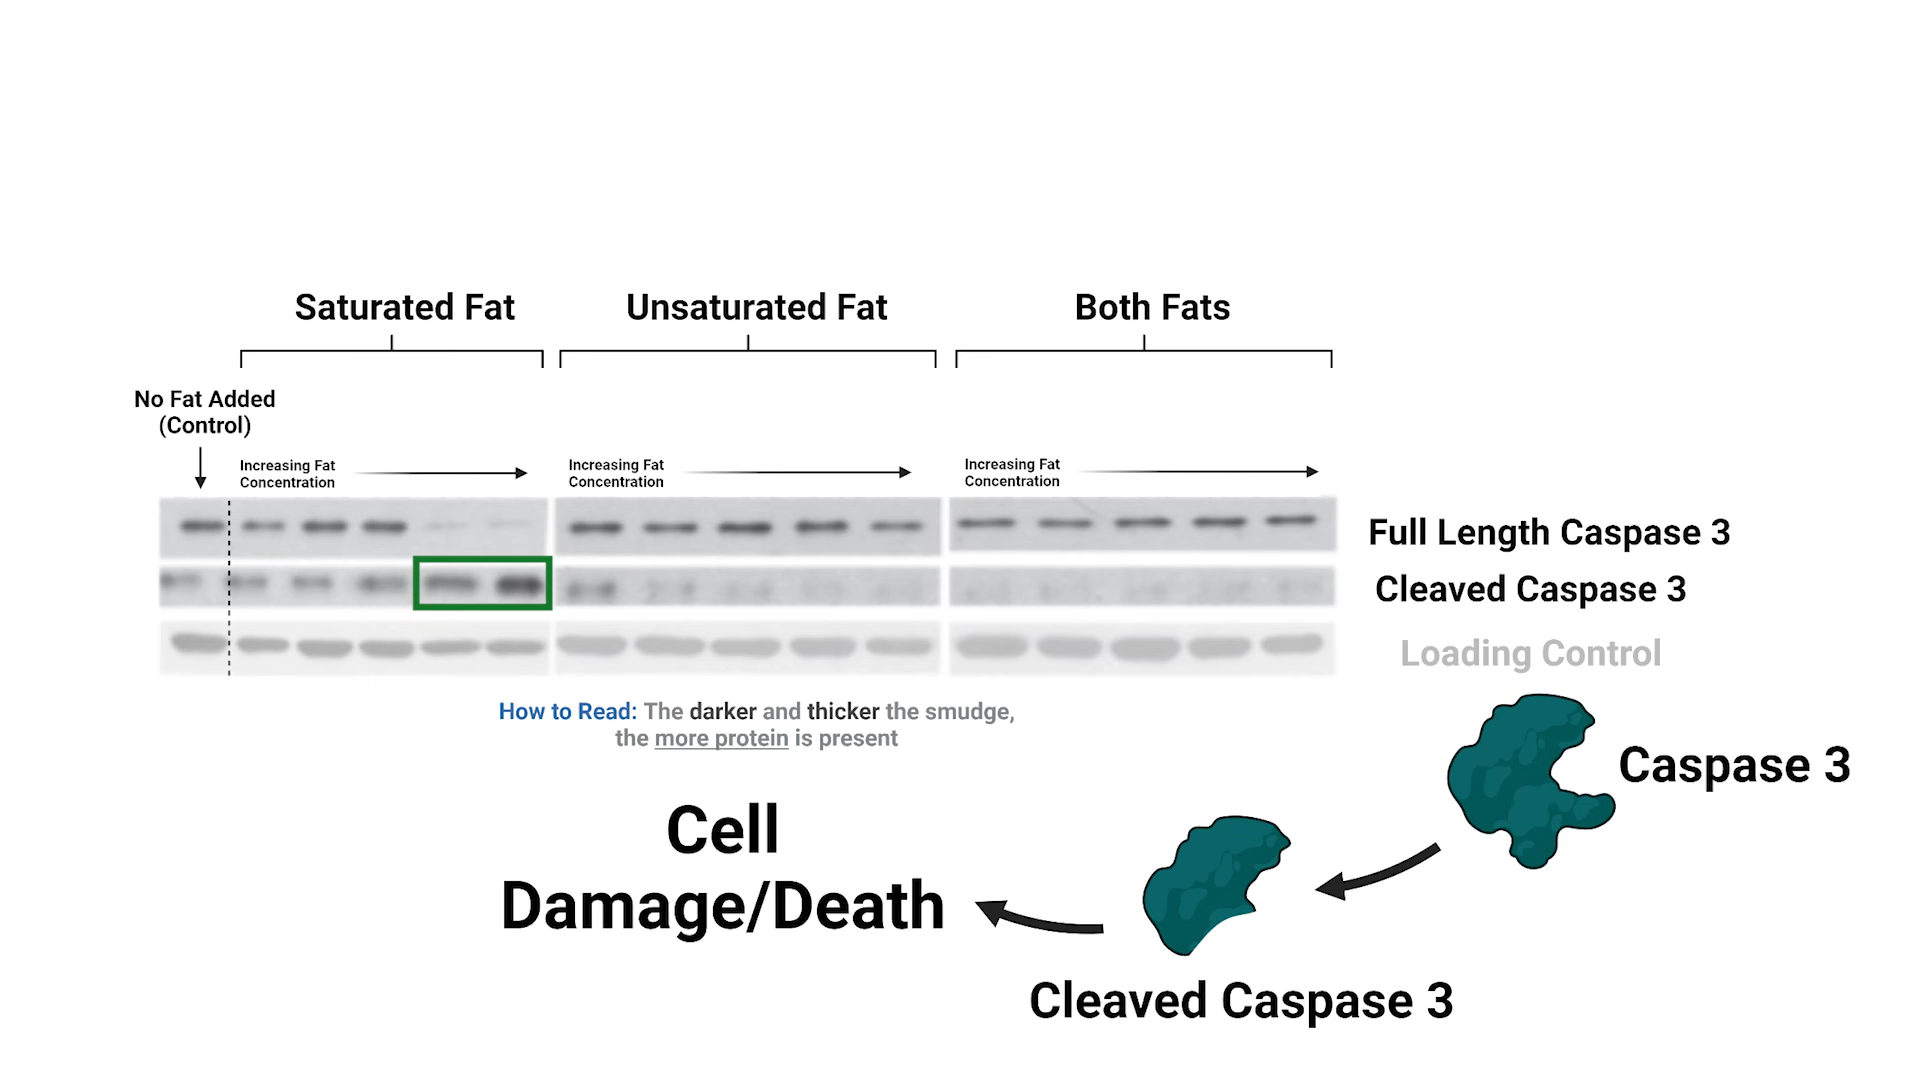 Saturated Fat
Unsaturated Fat
Both Fats
No Fat Added
(Control)
Increasing Fat
Concentration
Increasing Fat
Concentration
Increasing Fat
Concentration
Full Length Caspase 3
Cleaved Caspase 3
Loading Control
How to Read: The darker and thicker the smudge,
the more protein is present
Caspase 3
Cell
Damage/Death
Cleaved Caspase 3